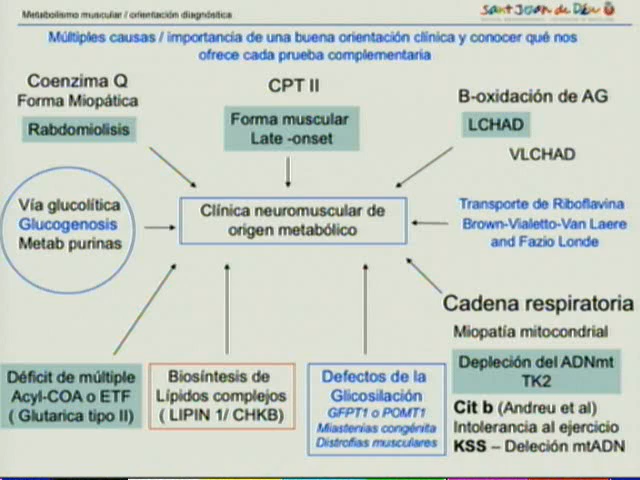 Metabolismo muscular / orientación diagnóstica
Sant Joan de Déu
Múltiples causas / importancia de una buena orientación clínica y conocer qué nos
ofrece cada prueba complementaria
Coenzima Q
Forma Miopática
Rabdomiolisis
CPT II
Forma muscular
Late -onset
B-oxidación de AG
LCHAD
VLCHAD
Vía glucolítica
Glucogenosis
Metab purinas
Clínica neuromuscular de
origen metabólico
Transporte de Riboflavina
Brown-Vialetto-Van Laere
and Fazio Londe
Cadena respiratoria
Miopatía mitocondrial
Depleción del ADNmt
TK2
Cit b (Andreu et al)
Intolerancia al ejercicio
KSS – Deleción mtADN
Déficit de múltiple
Acyl-COA o ETF
( Glutarica tipo II)
Biosíntesis de
Lípidos complejos
( LIPIN 1/ CHKB)
Defectos de la
Glicosilación
GFPT1 o POMT1
Miastenias congénita
Distrofias musculares